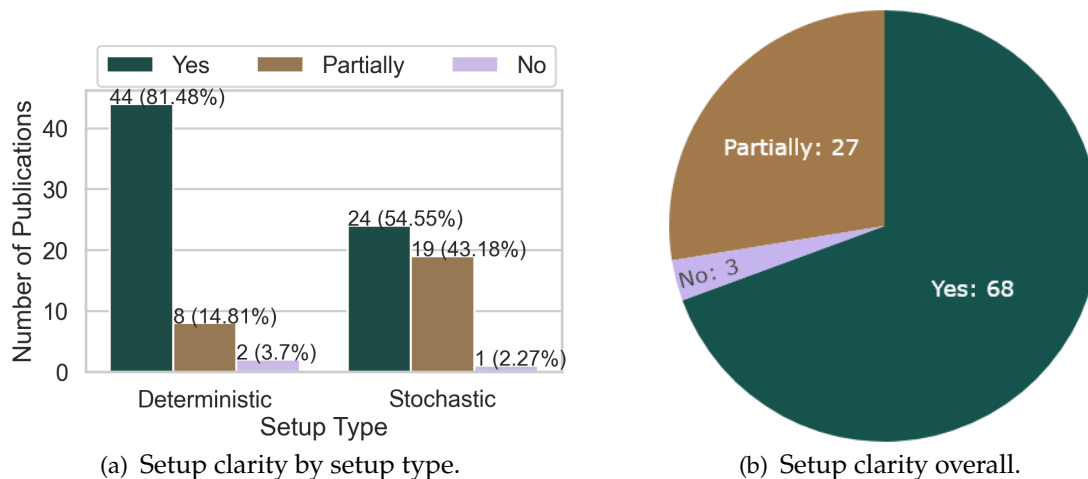 Yes Partially No
Number of Publications
40
30
20
10
0
44 (81.48%)
8 (14.81%)
2 (3.7%)
24 (54.55%)
19 (43.18%)
1 (2.27%)
Deterministic Stochastic
Setup Type
(a) Setup clarity by setup type.
Partially: 27
No: 3
Yes: 68
(b) Setup clarity overall.